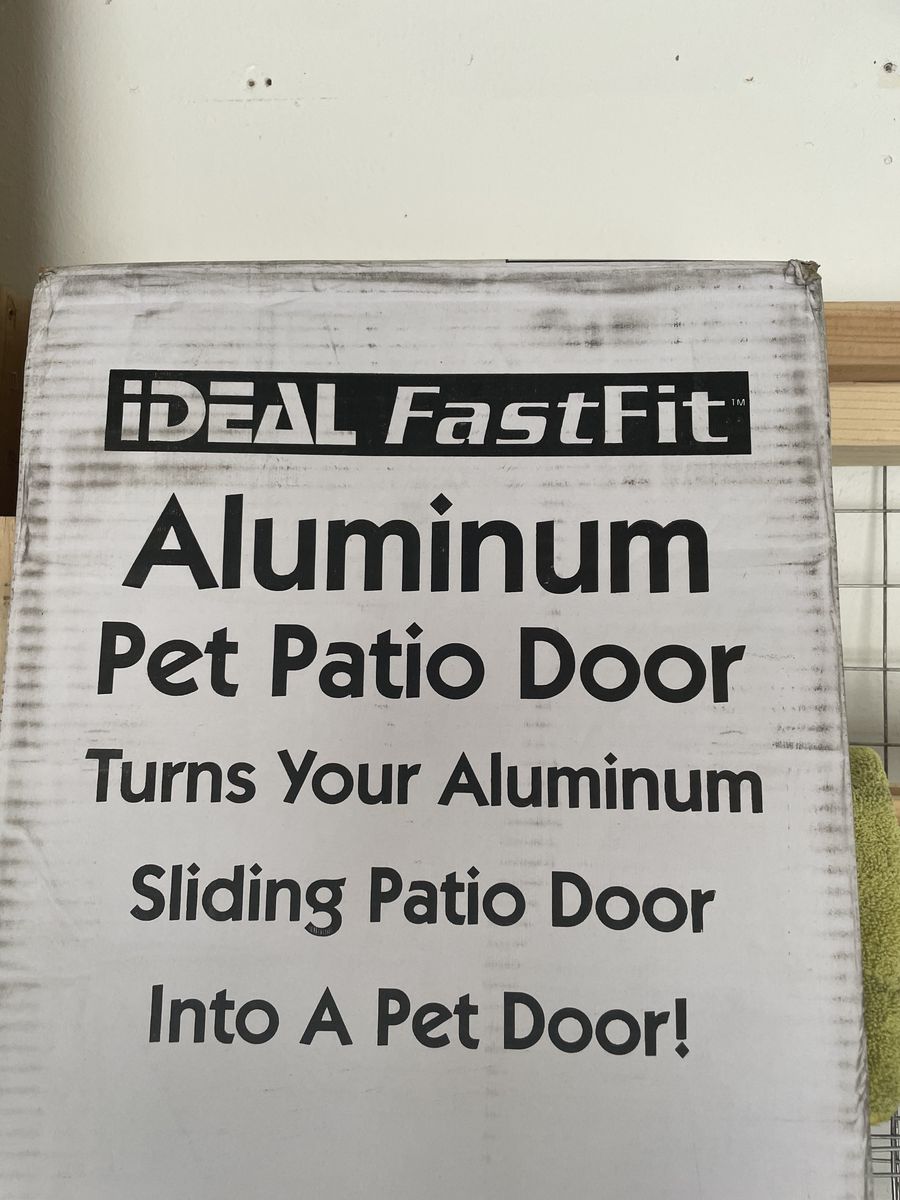 iDEAL FastFit™
Aluminum
Pet Patio Door
Turns Your Aluminum
Sliding Patio Door
Into A Pet Door!